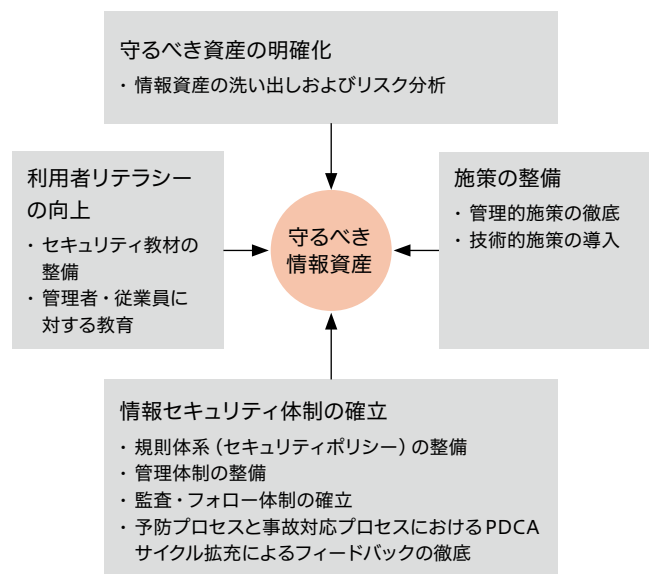 守るべき資産の明確化
・情報資産の洗い出しおよびリスク分析
利用者リテラシー
の向上
・セキュリティ教材の
整備
・管理者・従業員に
対する教育
守るべき
情報資産
施策の整備
・管理的施策の徹底
・技術的施策の導入
情報セキュリティ体制の確立
・規則体系（セキュリティポリシー）の整備
・管理体制の整備
・監査・フォロー体制の確立
・予防プロセスと事故対応プロセスにおけるPDCA
サイクル拡充によるフィードバックの徹底